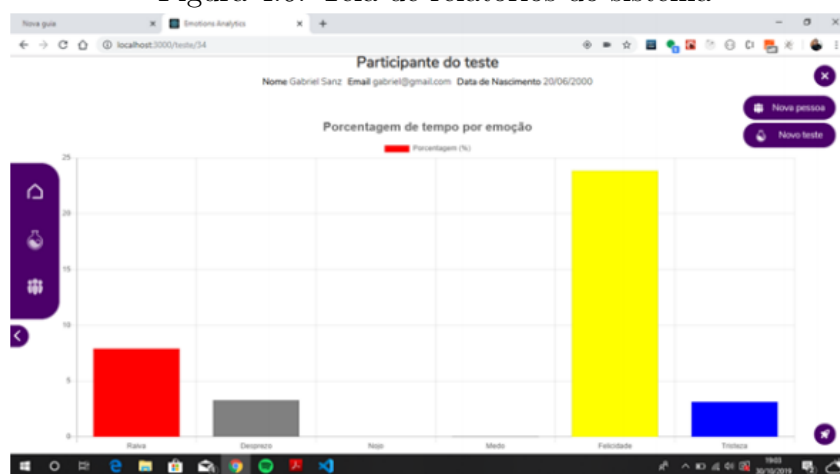 Figura 4.6: Tela de relatórios do sistema
Nova guia
Emotions Analytics
localhost:3000/teste/34
Participante do teste
Nome Gabriel Sanz Email gabriel@gmail.com Data de Nascimento 20/06/2000
Nova pessoa
Novo teste
Porcentagem de tempo por emoção
Porcentagem (%)
25
20
15
10
5
0
Raiva Desprezo Nojo Medo Felicidade Tristeza
19:03
30/10/2019